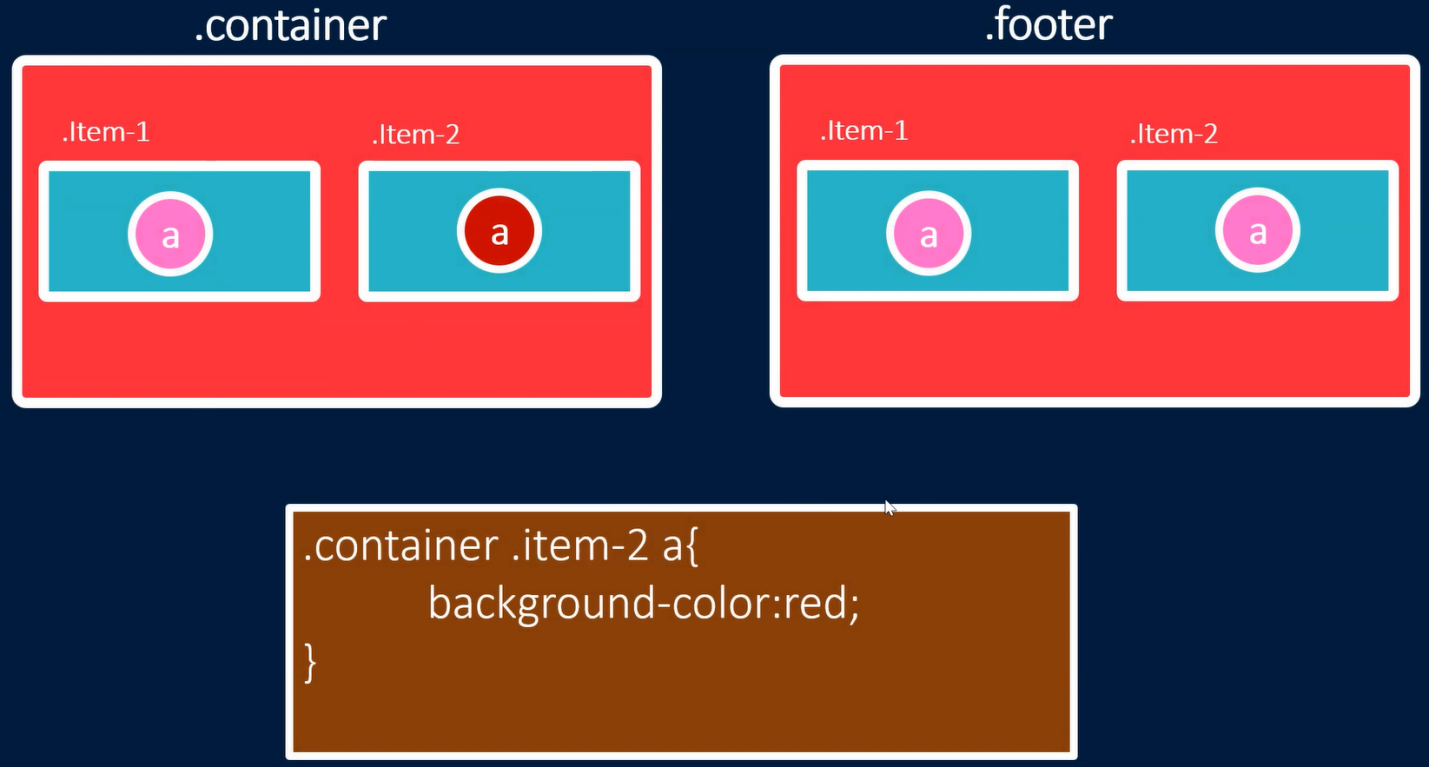 .container
.footer
.Item-1
.Item-2
.Item-1
.Item-2
a
a
a
a
.container .item-2 a{
background-color:red;
}